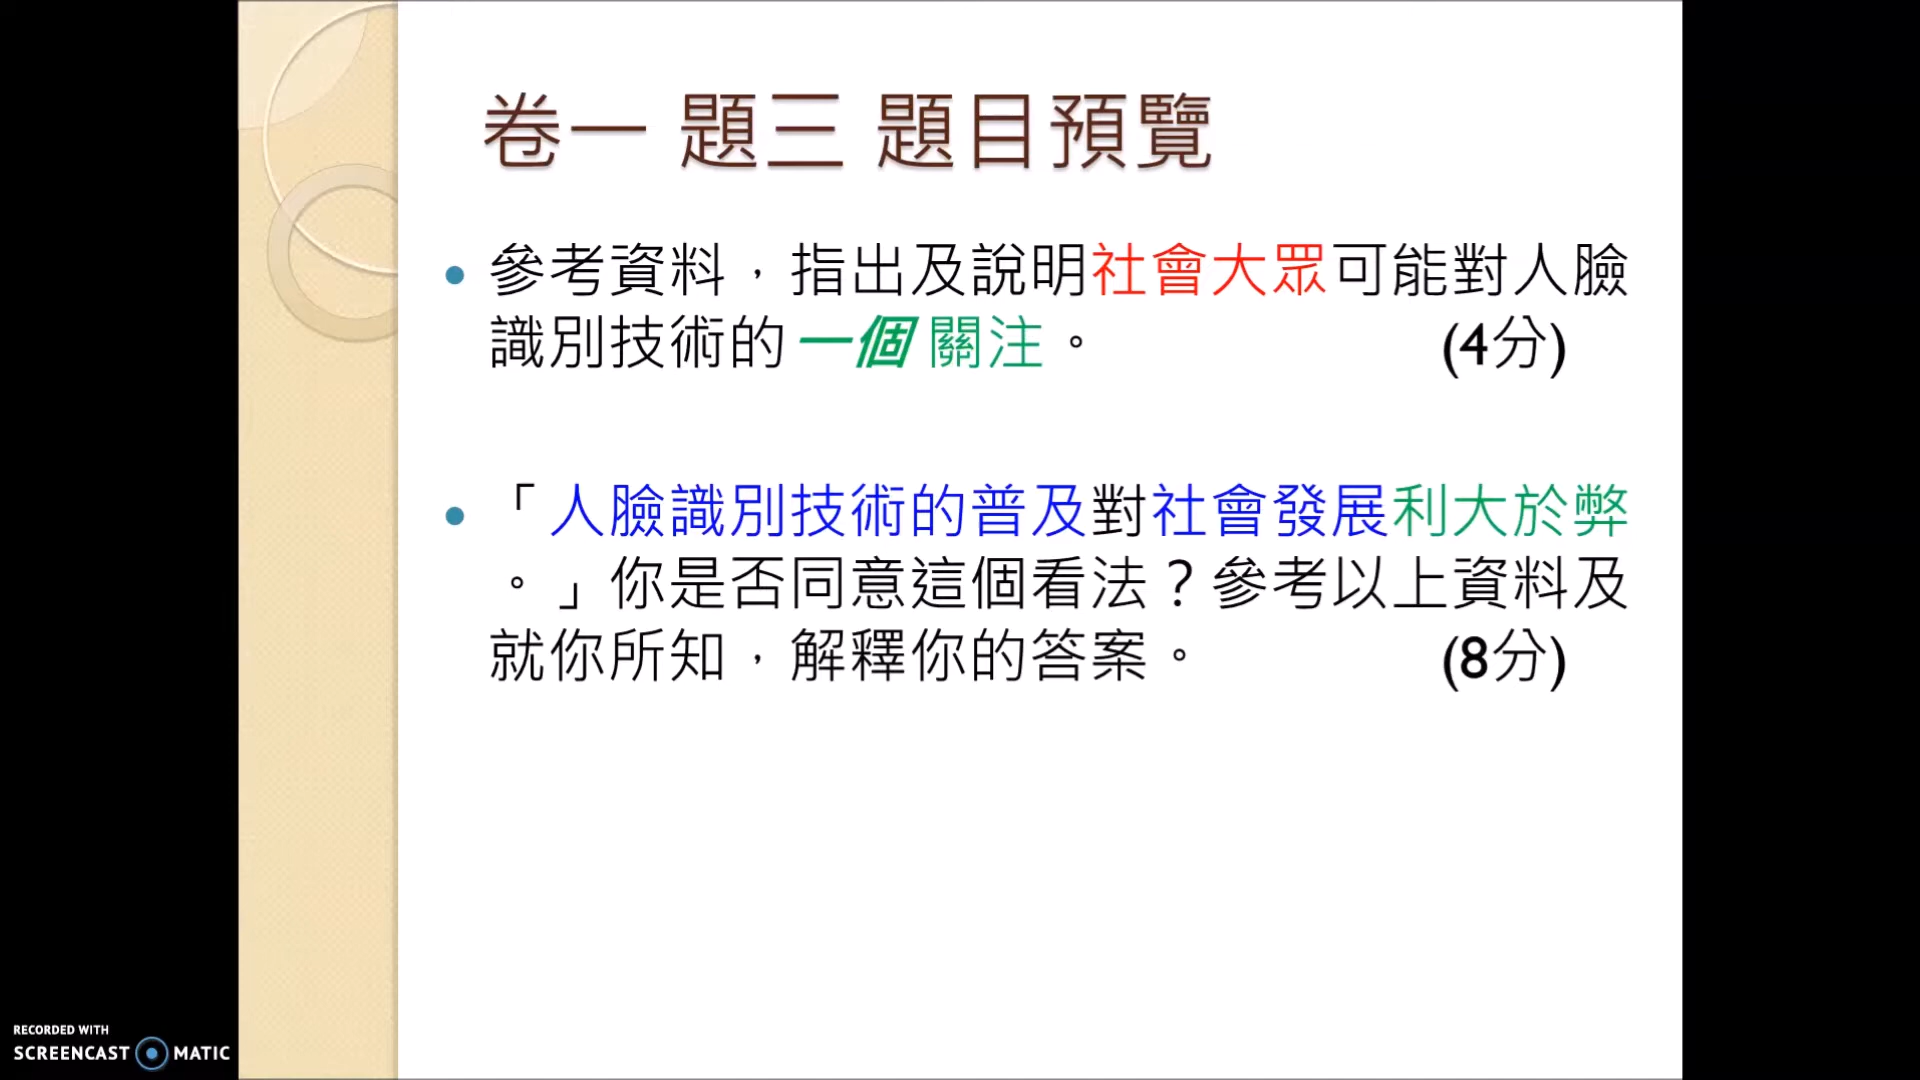 卷一 題三 題目預覽
參考資料，指出及說明社會大眾可能對人臉
識別技術的一個關注。 (4分)
「人臉識別技術的普及對社會發展利大於弊
。」你是否同意這個看法？參考以上資料及
就你所知，解釋你的答案。 (8分)
RECORDED WITH
SCREENCAST MATIC